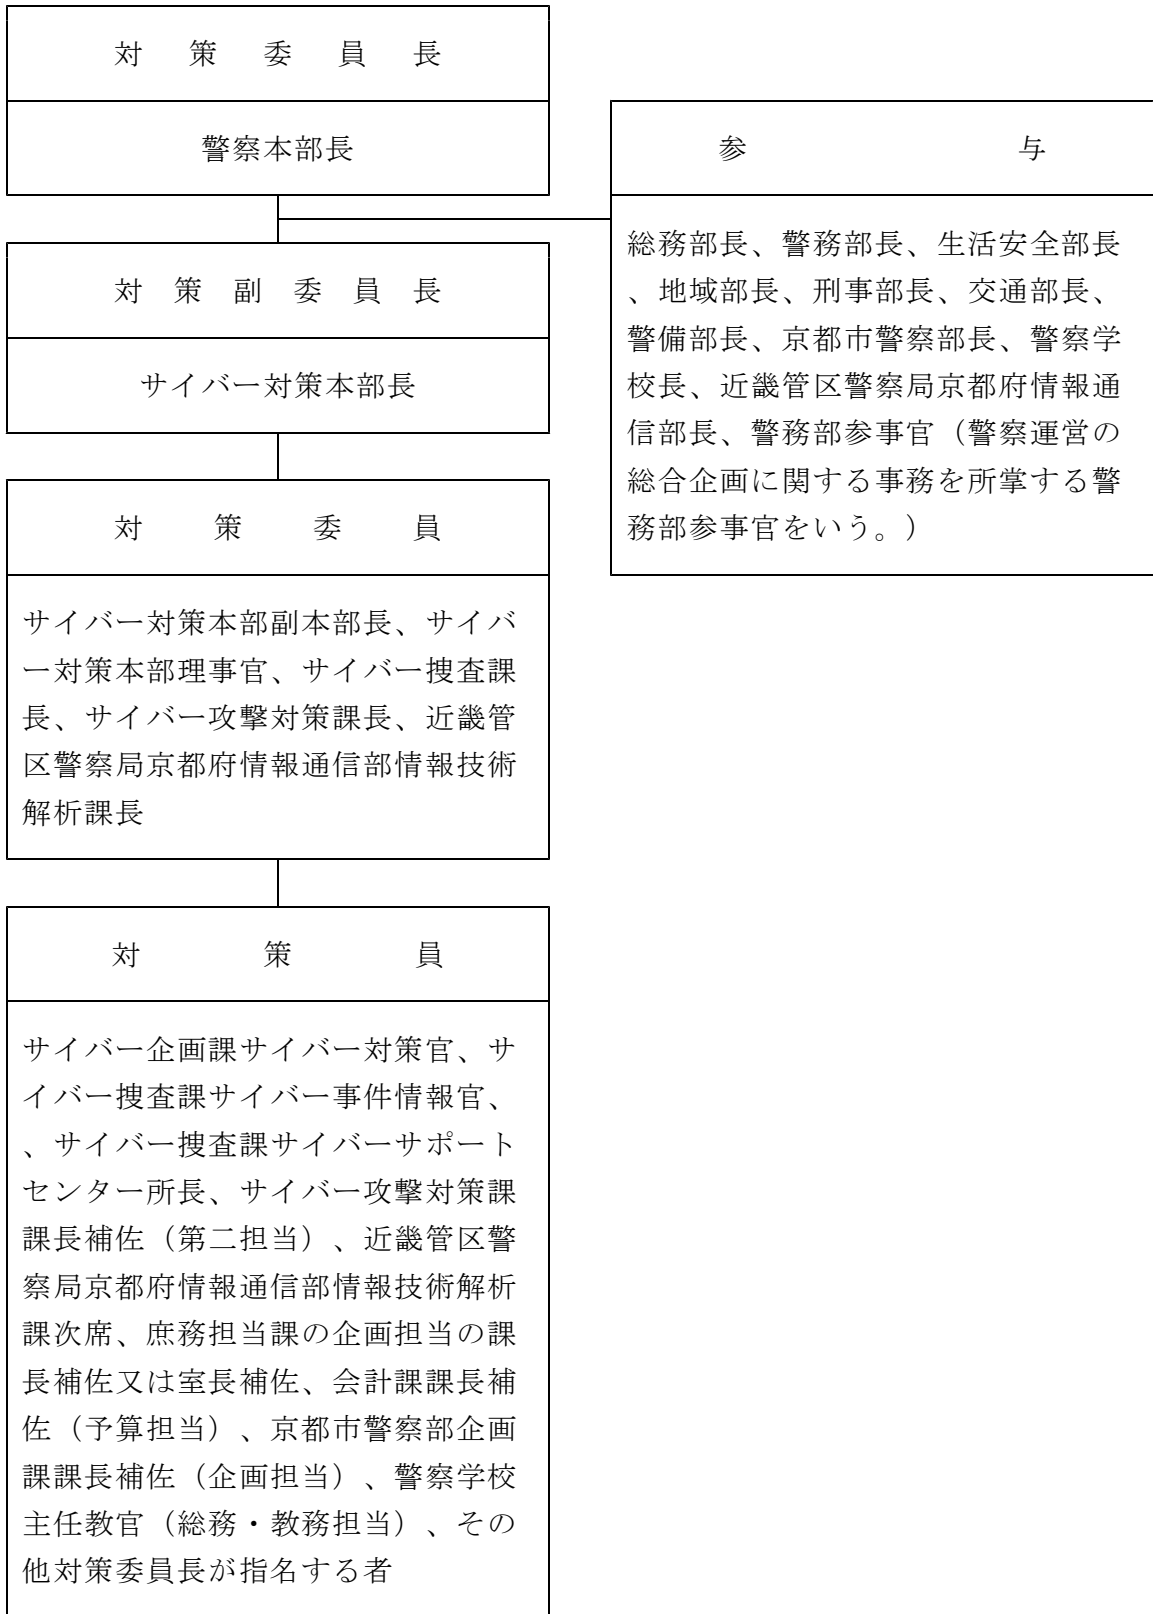 対策委員長
警察本部長
参与
総務部長、警務部長、生活安全部長
、地域部長、刑事部長、交通部長、
警備部長、京都市警察部長、警察学
校長、近畿管区警察局京都府情報通
信部長、警務部参事官（警察運営の
総合企画に関する事務を所掌する警
務部参事官をいう。）
対策副委員長
サイバー対策本部長
対策委員
サイバー対策本部副本部長、サイバ
ー対策本部理事官、サイバー捜査課
長、サイバー攻撃対策課長、近畿管
区警察局京都府情報通信部情報技術
解析課長
対策員
サイバー企画課サイバー対策官、サ
イバー捜査課サイバー事件情報官、
、サイバー捜査課サイバーサポート
センター所長、サイバー攻撃対策課
課長補佐（第二担当）、近畿管区警
察局京都府情報通信部情報技術解析
課次席、庶務担当課の企画担当の課
長補佐又は室長補佐、会計課課長補
佐（予算担当）、京都市警察部企画
課課長補佐（企画担当）、警察学校
主任教官（総務・教務担当）、その
他対策委員長が指名する者